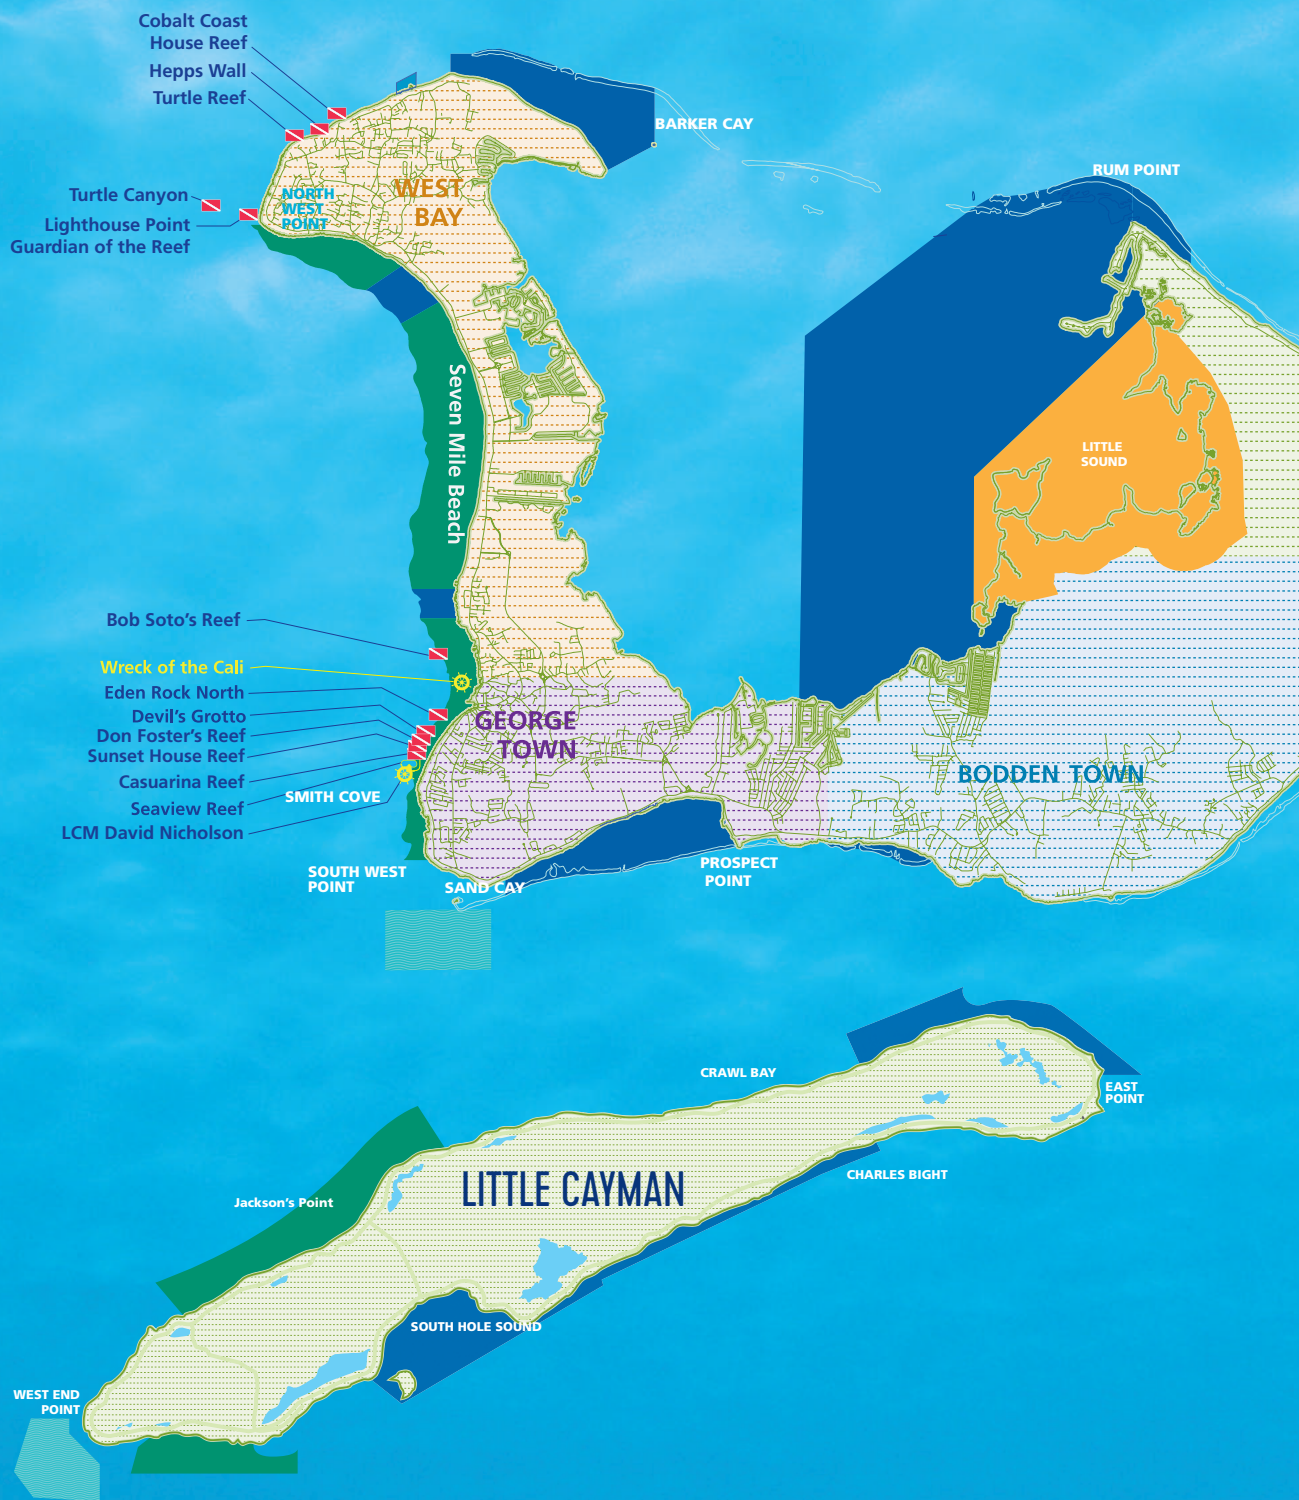 Cobalt Coast
House Reef
Hepps Wall
Turtle Reef
BARKER CAY
RUM POINT
Turtle Canyon
Lighthouse Point
Guardian of the Reef
NORTH
WEST
POINT
WEST
BAY
Seven Mile Beach
LITTLE
SOUND
Bob Soto's Reef
Wreck of the Cali
Eden Rock North
Devil's Grotto
Don Foster's Reef
Sunset House Reef
Casuarina Reef
Seaview Reef
LCM David Nicholson
GEORGE
TOWN
SMITH COVE
BODDEN TOWN
SOUTH WEST
POINT
SAND CAY
PROSPECT
POINT
CRAWL BAY
EAST
POINT
CHARLES BIGHT
LITTLE CAYMAN
Jackson's Point
SOUTH HOLE SOUND
WEST END
POINT